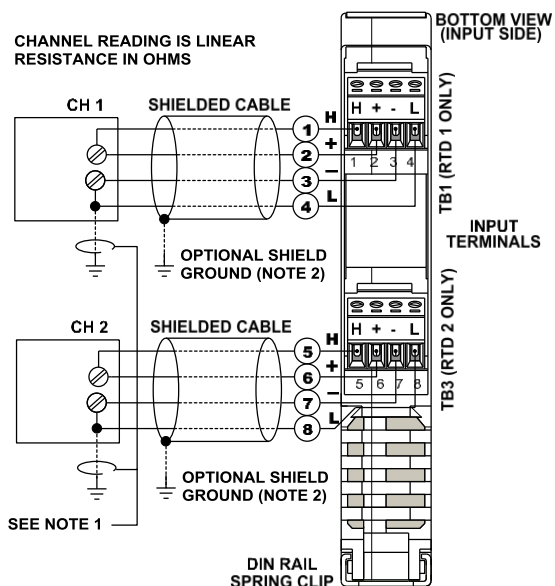 BOTTOM VIEW
(INPUT SIDE)
CHANNEL READING IS LINEAR
RESISTANCE IN OHMS
CH 1
SHIELDED CABLE
H
1
+
2
–
3
L
4
H + - L
1 2 3 4
TB1 (RTD 1 ONLY)
OPTIONAL SHIELD
GROUND (NOTE 2)
INPUT
TERMINALS
CH 2
SHIELDED CABLE
H
5
+
6
–
7
L
8
H + - L
5 6 7 8
TB3 (RTD 2 ONLY)
OPTIONAL SHIELD
GROUND (NOTE 2)
SEE NOTE 1
DIN RAIL
SPRING CLIP